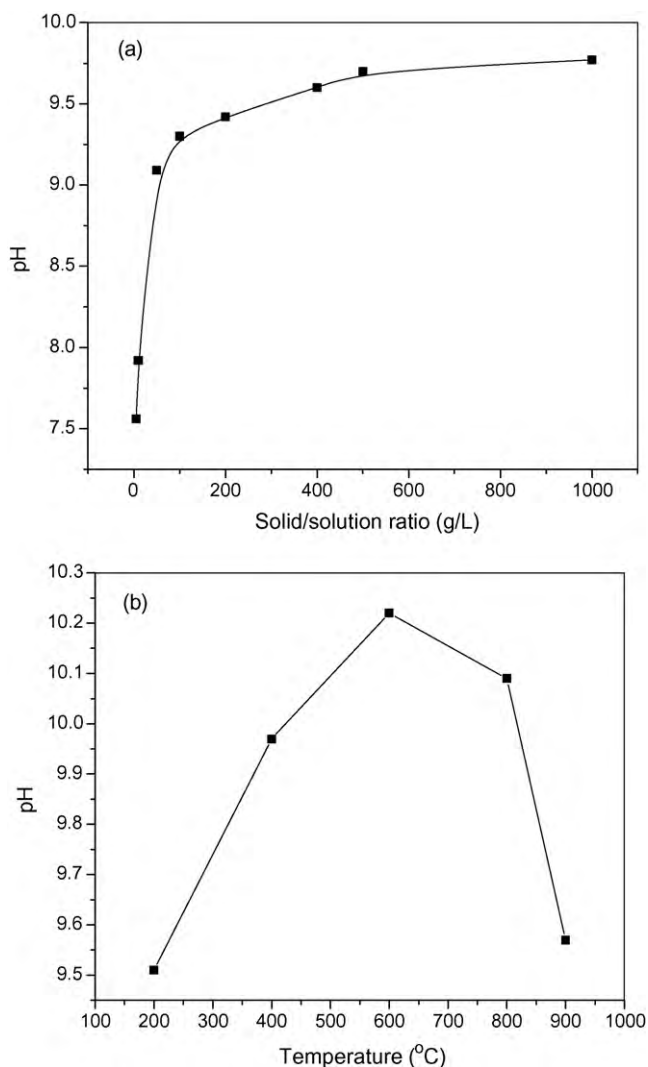 (a)
10.0
9.5
9.0
8.5
8.0
7.5
pH
0 200 400 600 800 1000
Solid/solution ratio (g/L)
(b)
10.3
10.2
10.1
10.0
9.9
9.8
9.7
9.6
9.5
pH
100 200 300 400 500 600 700 800 900 1000
Temperature (°C)